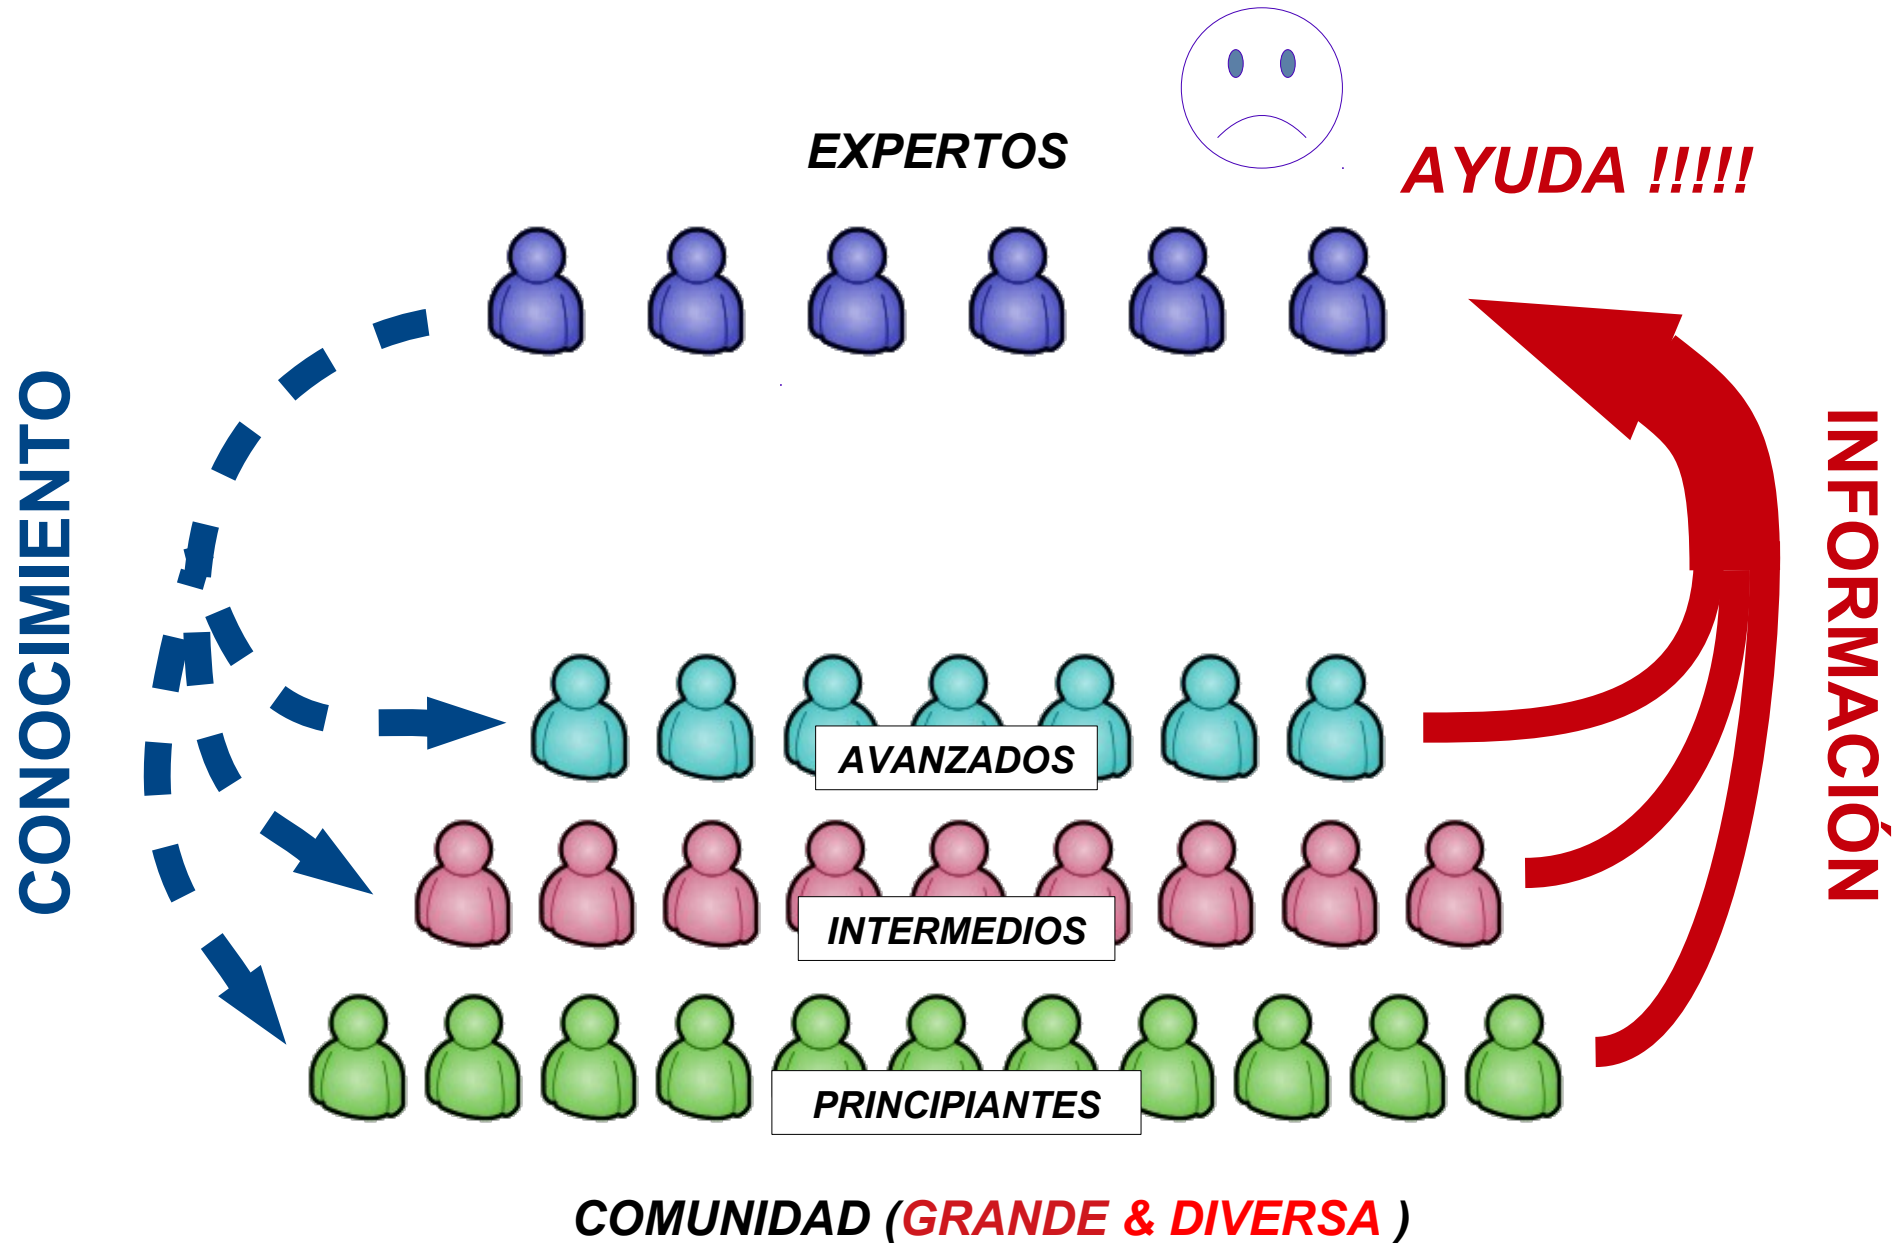 EXPERTOS
AYUDA !!!!!
CONOCIMIENTO
INFORMACIÓN
AVANZADOS
INTERMEDIOS
PRINCIPIANTES
COMUNIDAD (GRANDE & DIVERSA )